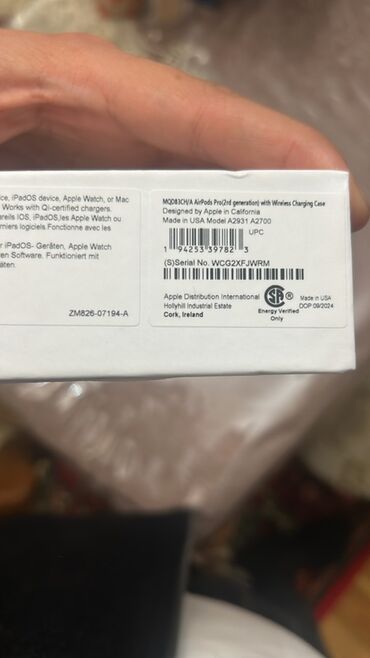 ice, iPadOS device, Apple Watch, or Mac
Works with Qi-certified chargers.
areils IOS, iPadOS,les Apple Watch ou
rniers logiciels Fonctionne avec les
r iPadOS- Geräten, Apple Watch
ren Software. Funktioniert mit
äten.
ZM826-07194-A
MQD83CH/A AirPods Pro(2rd generation) with Wireless Charging Case
Designed by Apple in California
Made in USA Model A2931 A2700
UPC
1 94253 39782 3
(S)Serial No. WCG2XFJWRM
Apple Distribution International
Hollyhill Industrial Estate
Cork, Ireland
Energy Verified
Only
Made in USA
DOP 09/2024